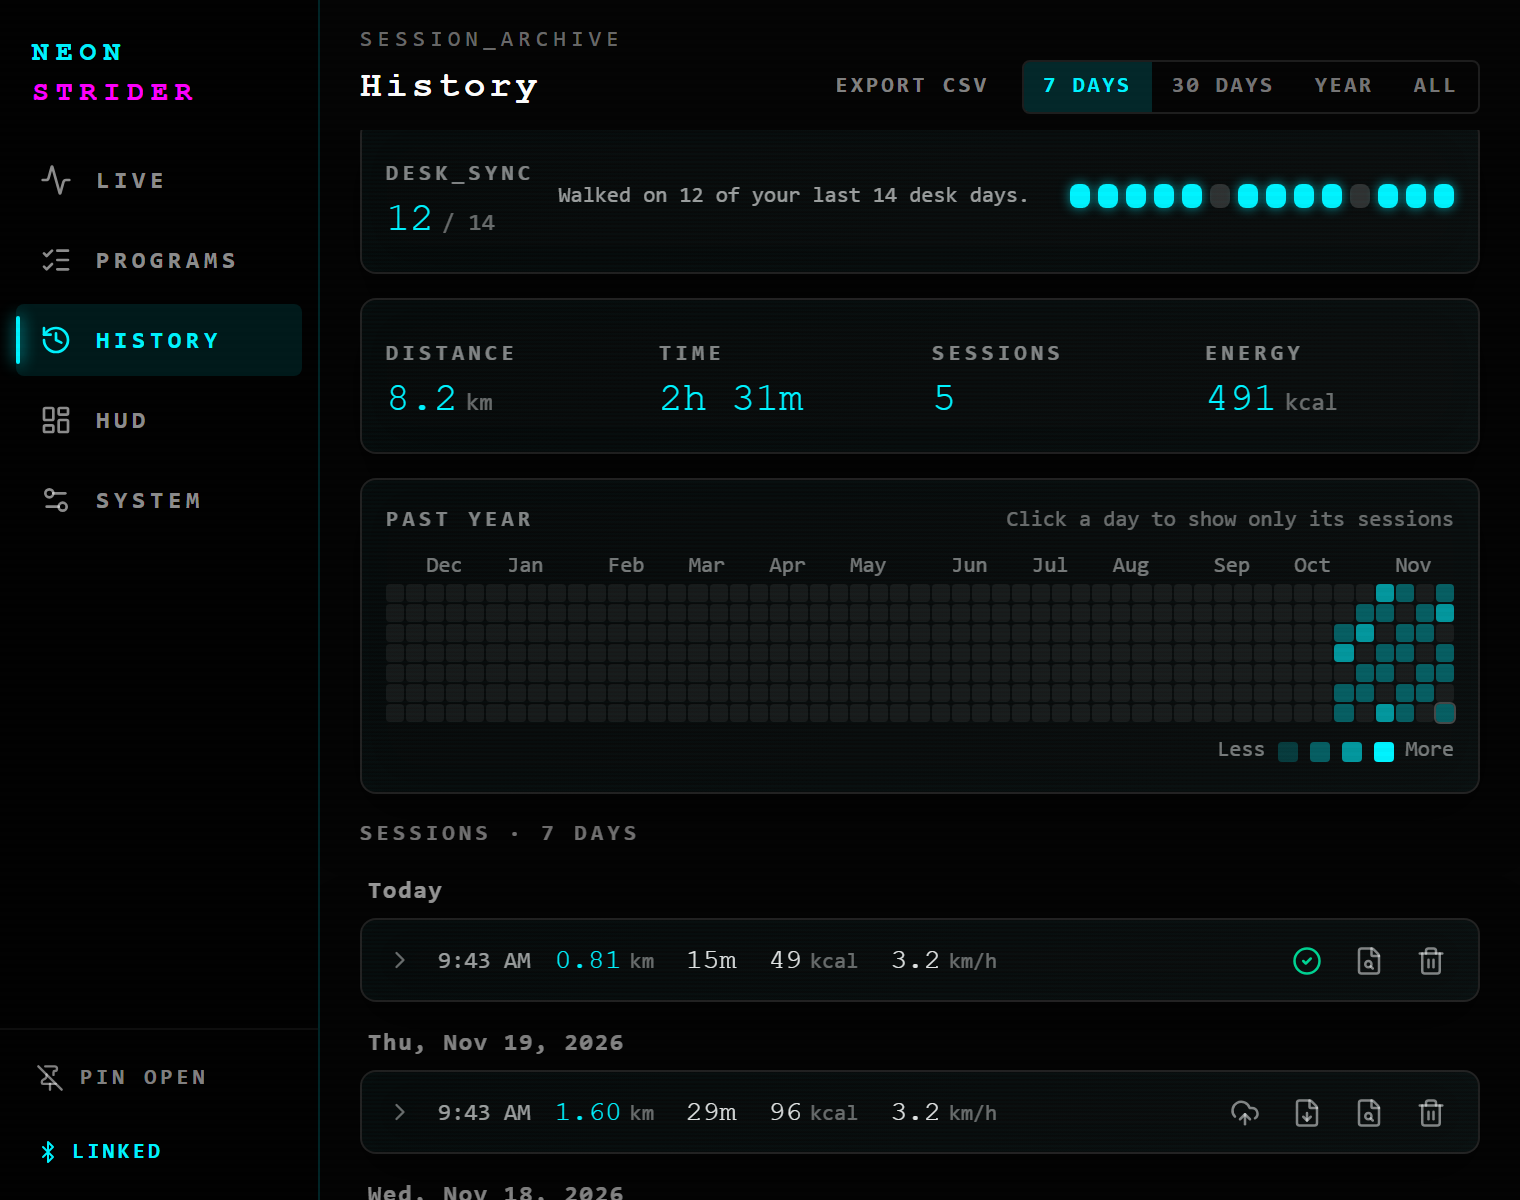 NEON
STRIDER
LIVE
PROGRAMS
HISTORY
HUD
SYSTEM
PIN OPEN
LINKED
SESSION_ARCHIVE
History
EXPORT CSV
7 DAYS
30 DAYS
YEAR
ALL
DESK_SYNC
12 / 14
Walked on 12 of your last 14 desk days.
DISTANCE
8.2 km
TIME
2h 31m
SESSIONS
5
ENERGY
491 kcal
PAST YEAR
Click a day to show only its sessions
Dec Jan Feb Mar Apr May Jun Jul Aug Sep Oct Nov
Less More
SESSIONS · 7 DAYS
Today
9:43 AM 0.81 km 15m 49 kcal 3.2 km/h
Thu, Nov 19, 2026
9:43 AM 1.60 km 29m 96 kcal 3.2 km/h
Wed, Nov 18, 2026